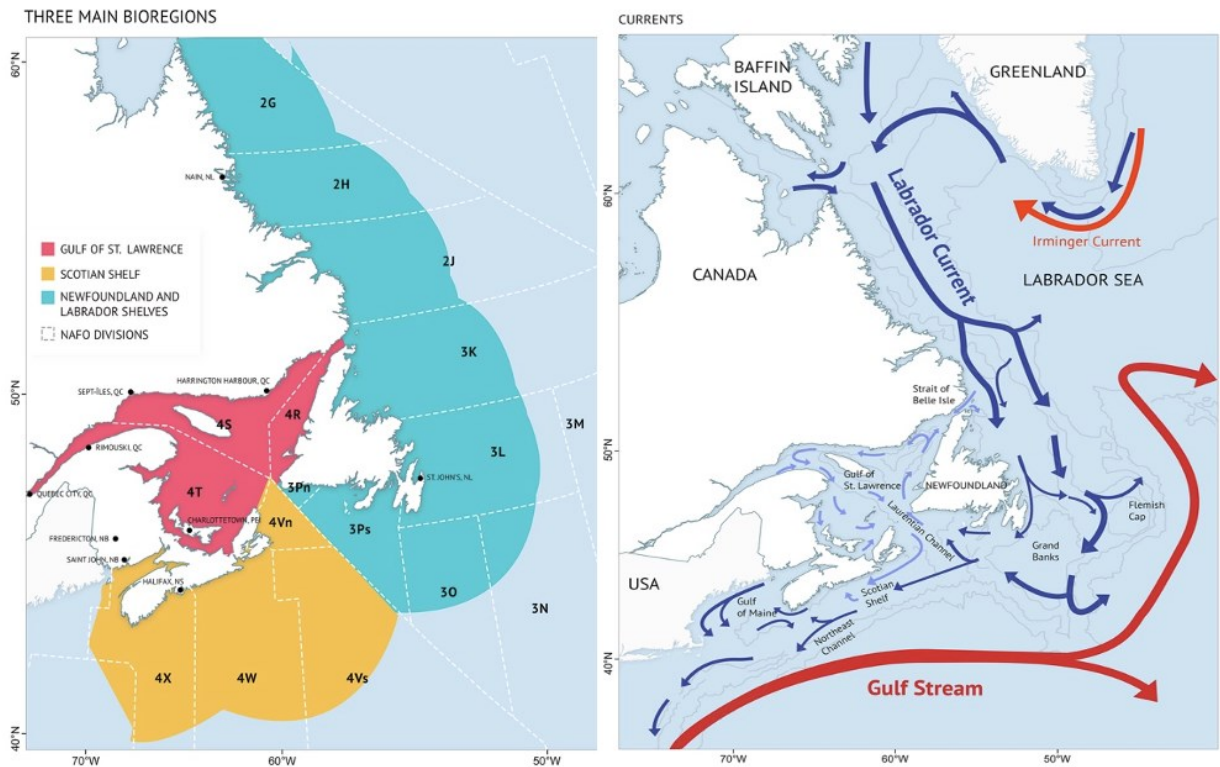 THREE MAIN BIOREGIONS
60°N
50°N
40°N
2G
2H
NAIN, NL
2J
GULF OF ST. LAWRENCE
SCOTIAN SHELF
NEWFOUNDLAND AND
LABRADOR SHELVES
NAFO DIVISIONS
3K
HARRINGTON HARBOUR, QC
SEPT-ÎLES, QC
4R
4S
3M
RIMOUSKI, QC
3L
ST. JOHN'S, NL
QUEBEC CITY, QC
4T
3Pn
CHARLOTTETOWN, PEI
4Vn
3Ps
FREDERICTON, NB
SAINT JOHN, NB
HALIFAX, NS
3O
3N
4X
4W
4Vs
70°W
60°W
50°W
CURRENTS
BAFFIN
ISLAND
GREENLAND
60°N
50°N
40°N
Labrador Current
Irminger Current
CANADA
LABRADOR SEA
Strait of
Belle Isle
Gulf of
St. Lawrence
NEWFOUNDLAND
Flemish
Cap
Laurentian Channel
Grand
Banks
USA
Scotian
Shelf
Gulf
of Maine
Northeast
Channel
Gulf Stream
70°W
60°W
50°W